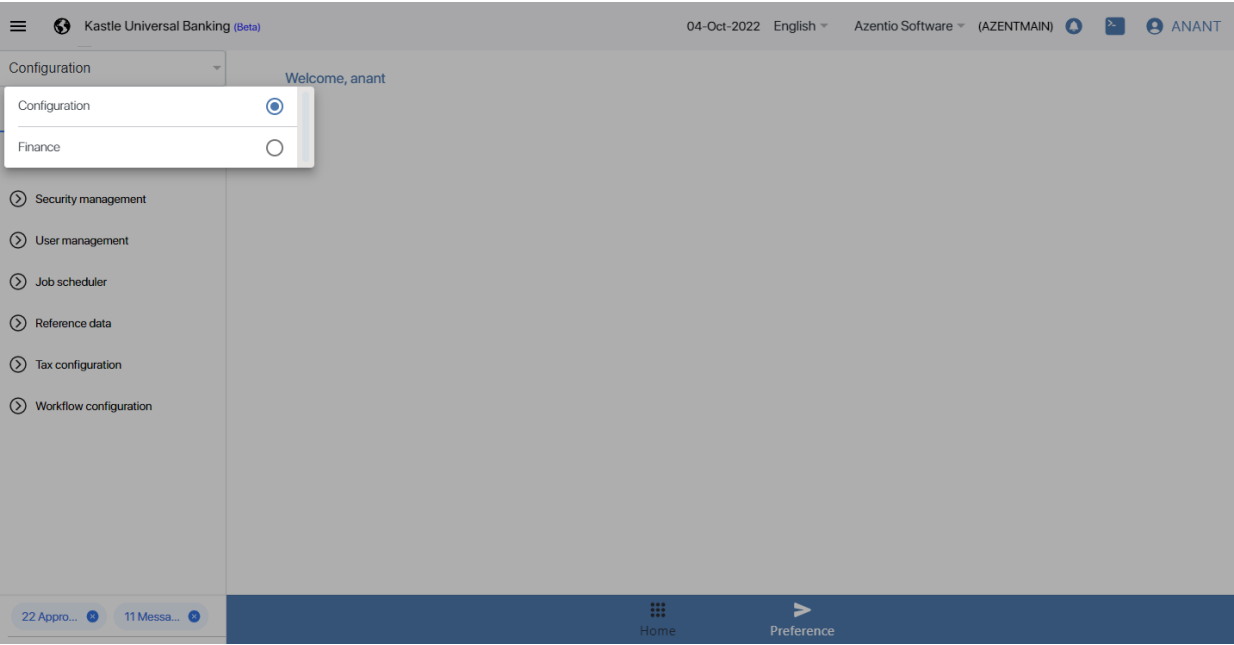 Kastle Universal Banking (Beta)
04-Oct-2022 English Azentio Software (AZENTMAIN) ANANT
Configuration
Welcome, anant
Configuration
Finance
Security management
User management
Job scheduler
Reference data
Tax configuration
Workflow configuration
22 Appro... 11 Messa...
Home
Preference